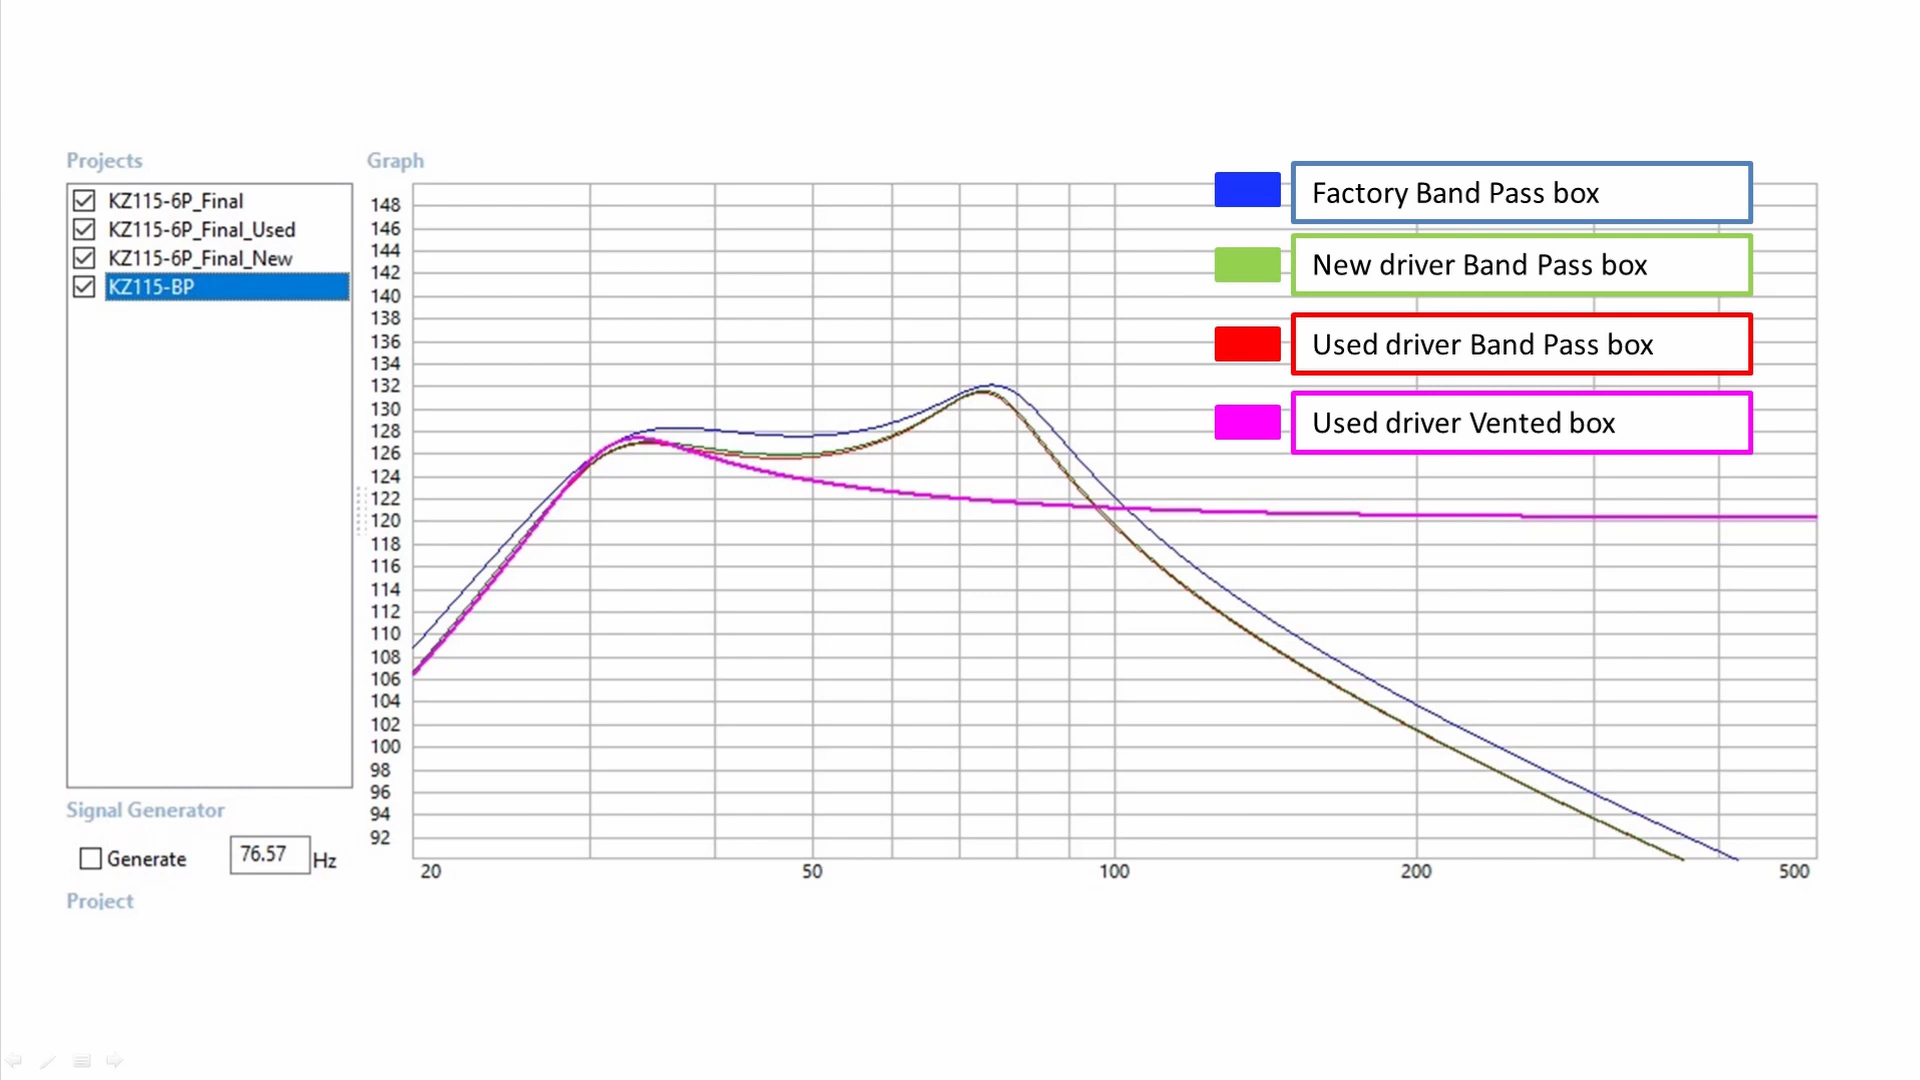 Projects
KZ115-6P_Final
KZ115-6P_Final_Used
KZ115-6P_Final_New
KZ115-BP
Signal Generator
Generate 76.57 Hz
Project
Graph
148
146
144
142
140
138
136
134
132
130
128
126
124
122
120
118
116
114
112
110
108
106
104
102
100
98
96
94
92
20 50 100 200 500
Factory Band Pass box
New driver Band Pass box
Used driver Band Pass box
Used driver Vented box